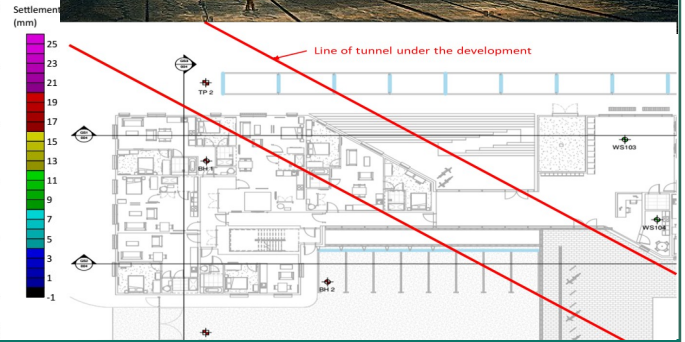 Settlement
(mm)
25
23
21
19
17
15
13
11
9
7
5
3
1
-1
Line of tunnel under the development
TP 2
WS103
BH 1
WS104
BH 2